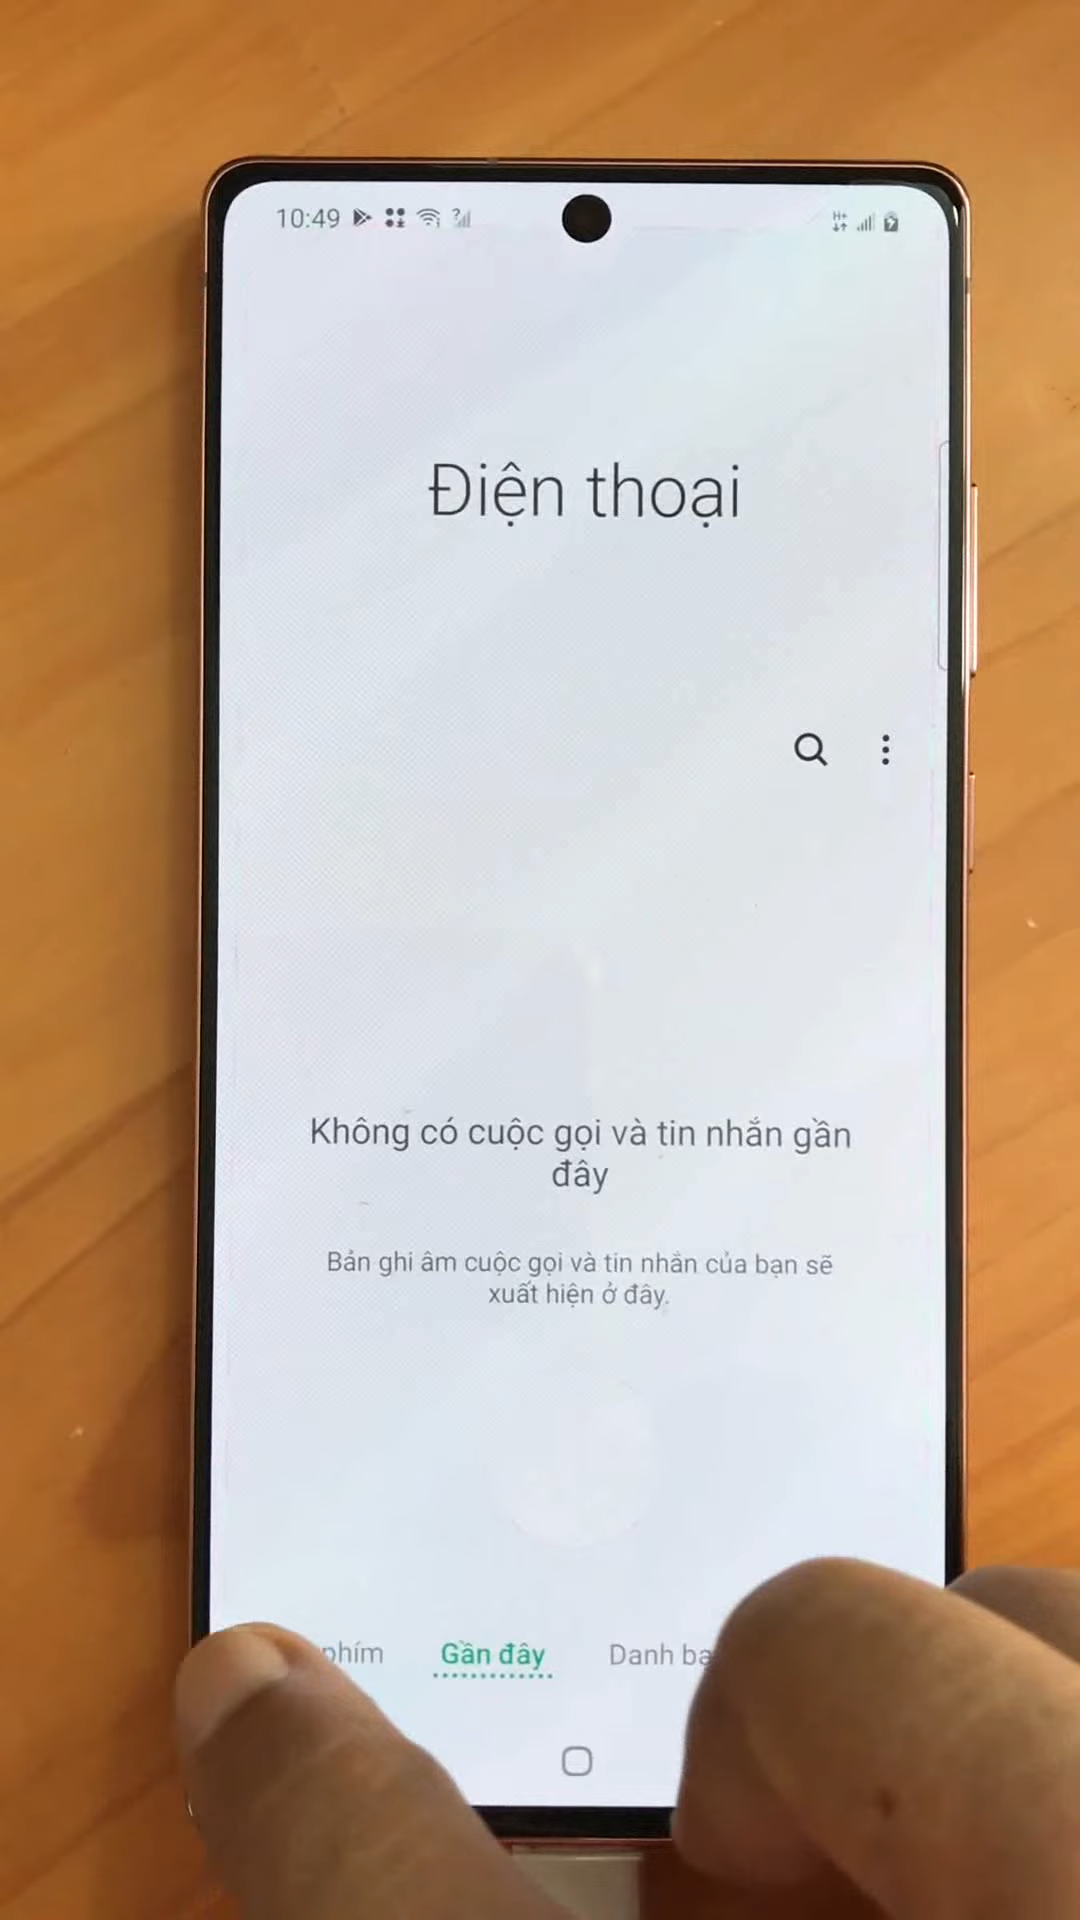 10:49
H+
Điện thoại
Không có cuộc gọi và tin nhắn gần
đây
Bản ghi âm cuộc gọi và tin nhắn của bạn sẽ
xuất hiện ở đây.
phím Gần đây Danh bạ